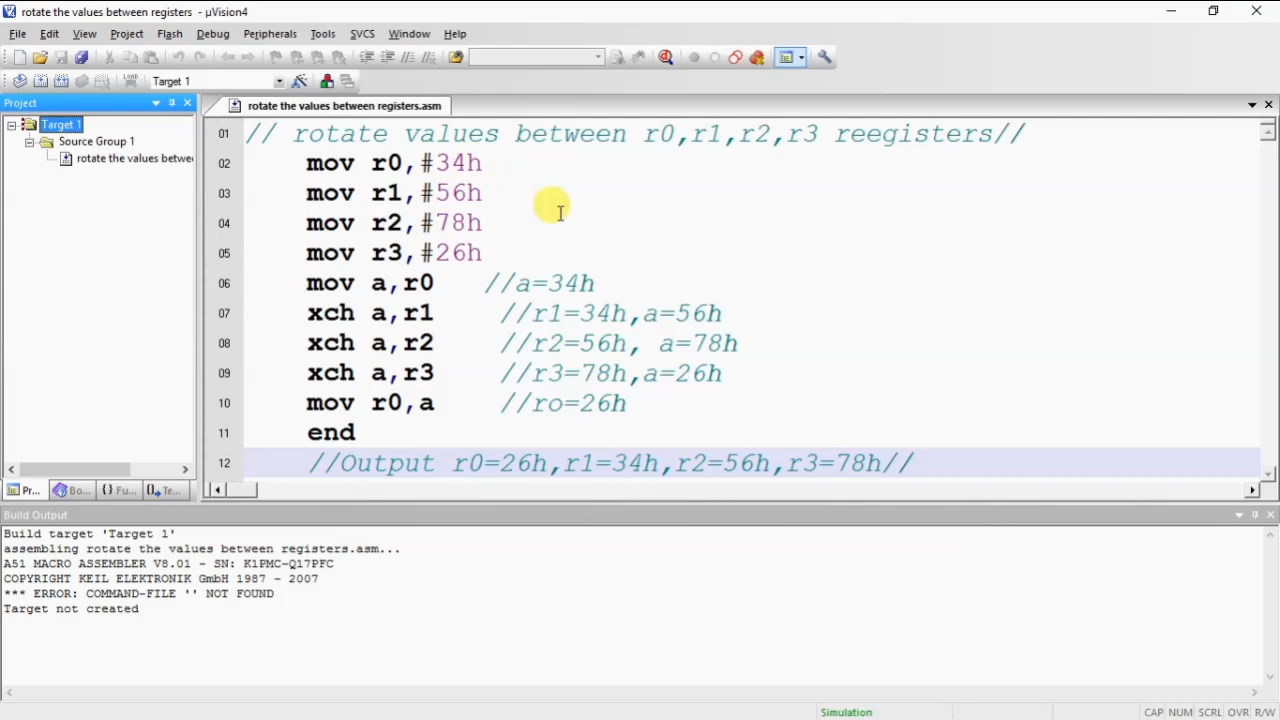 rotate the values between registers - µVision4
File Edit View Project Flash Debug Peripherals Tools SVCS Window Help
LOAD Target 1
Project
rotate the values between registers.asm
Target 1
Source Group 1
rotate the values betwe
01 // rotate values between r0,r1,r2,r3 reegisters//
02 mov r0,#34h
03 mov r1,#56h
04 mov r2,#78h
05 mov r3,#26h
06 mov a,r0 //a=34h
07 xch a,r1 //r1=34h,a=56h
08 xch a,r2 //r2=56h, a=78h
09 xch a,r3 //r3=78h,a=26h
10 mov r0,a //ro=26h
11 end
12 //Output r0=26h,r1=34h,r2=56h,r3=78h//
Pr... Bo... {} Fu... 0, Te...
Build Output
Build target 'Target 1'
assembling rotate the values between registers.asm...
A51 MACRO ASSEMBLER V8.01 - SN: K1PMC-Q17PFC
COPYRIGHT KEIL ELEKTRONIK GmbH 1987 - 2007
*** ERROR: COMMAND-FILE '' NOT FOUND
Target not created
Simulation CAP NUM SCRL OVR R/W